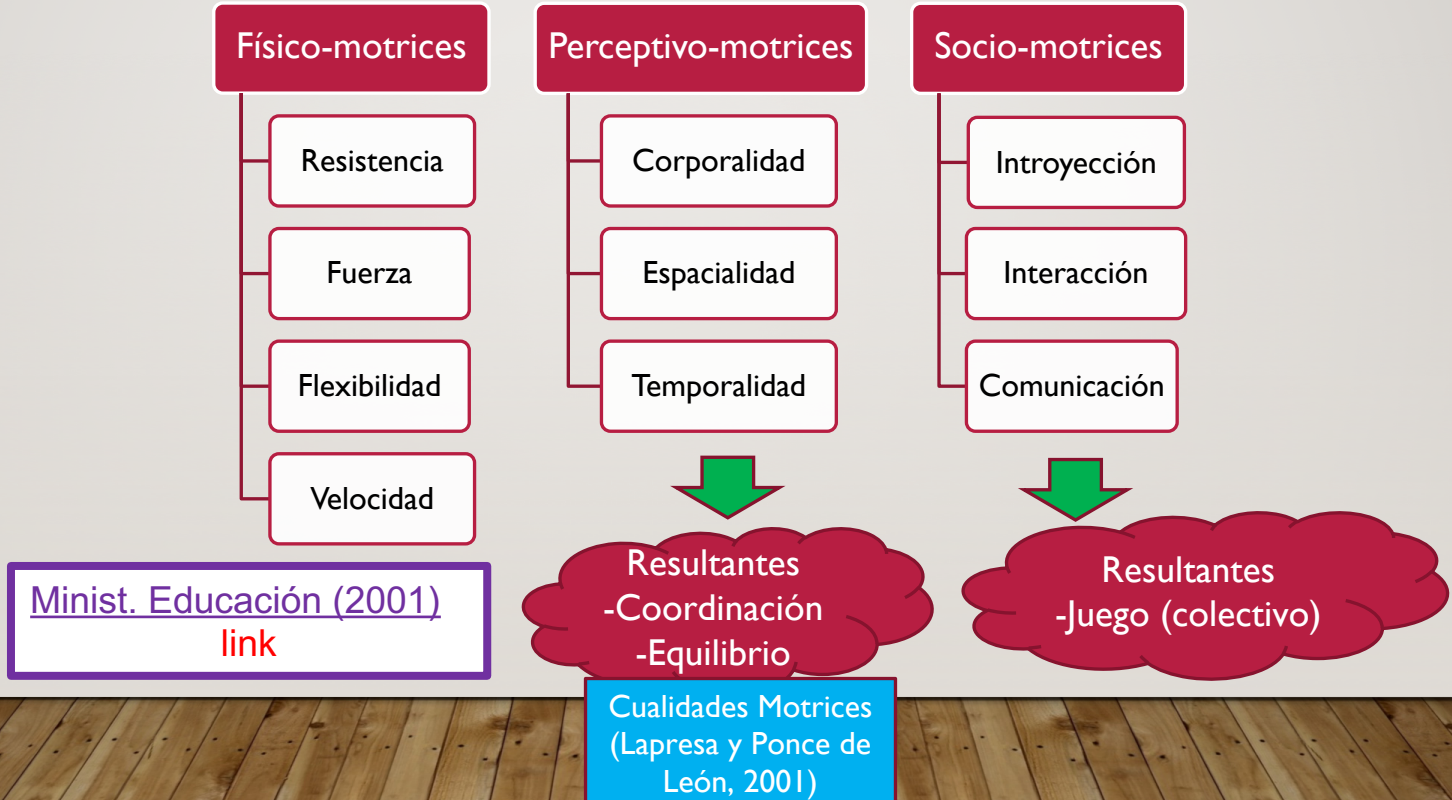 Físico-motrices
Resistencia
Fuerza
Flexibilidad
Velocidad
Perceptivo-motrices
Corporalidad
Espacialidad
Temporalidad
Socio-motrices
Introyección
Interacción
Comunicación
Minist. Educación (2001)
link
Resultantes
-Coordinación
-Equilibrio
Resultantes
-Juego (colectivo)
Cualidades Motrices
(Lapresa y Ponce de
León, 2001)